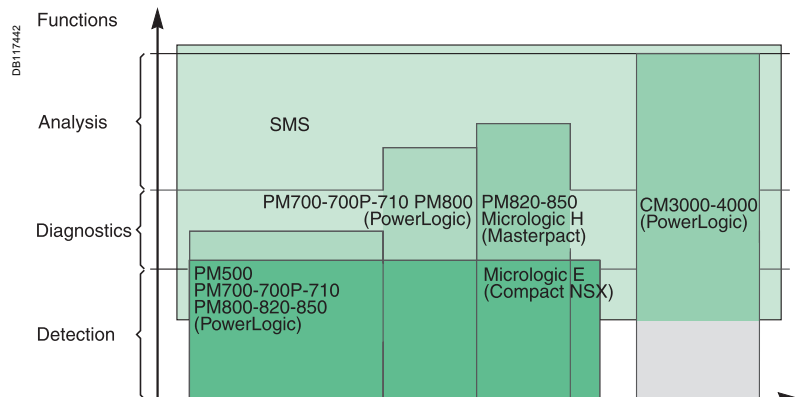 Functions
DB117442
Analysis
SMS
PM700-700P-710 PM800
(PowerLogic)
PM820-850
Micrologic H
(Masterpact)
CM3000-4000
(PowerLogic)
Diagnostics
PM500
PM700-700P-710
PM800-820-850
(PowerLogic)
Micrologic E
(Compact NSX)
Detection